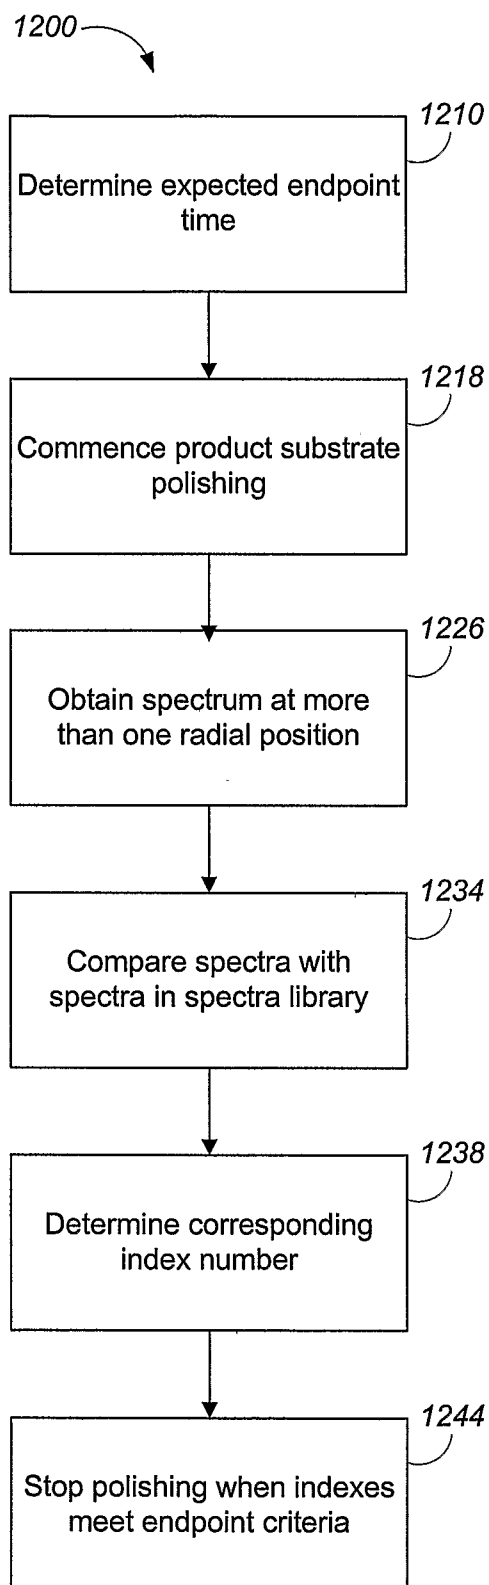 1200
1210
Determine expected endpoint
time
1218
Commence product substrate
polishing
1226
Obtain spectrum at more
than one radial position
1234
Compare spectra with
spectra in spectra library
1238
Determine corresponding
index number
1244
Stop polishing when indexes
meet endpoint criteria